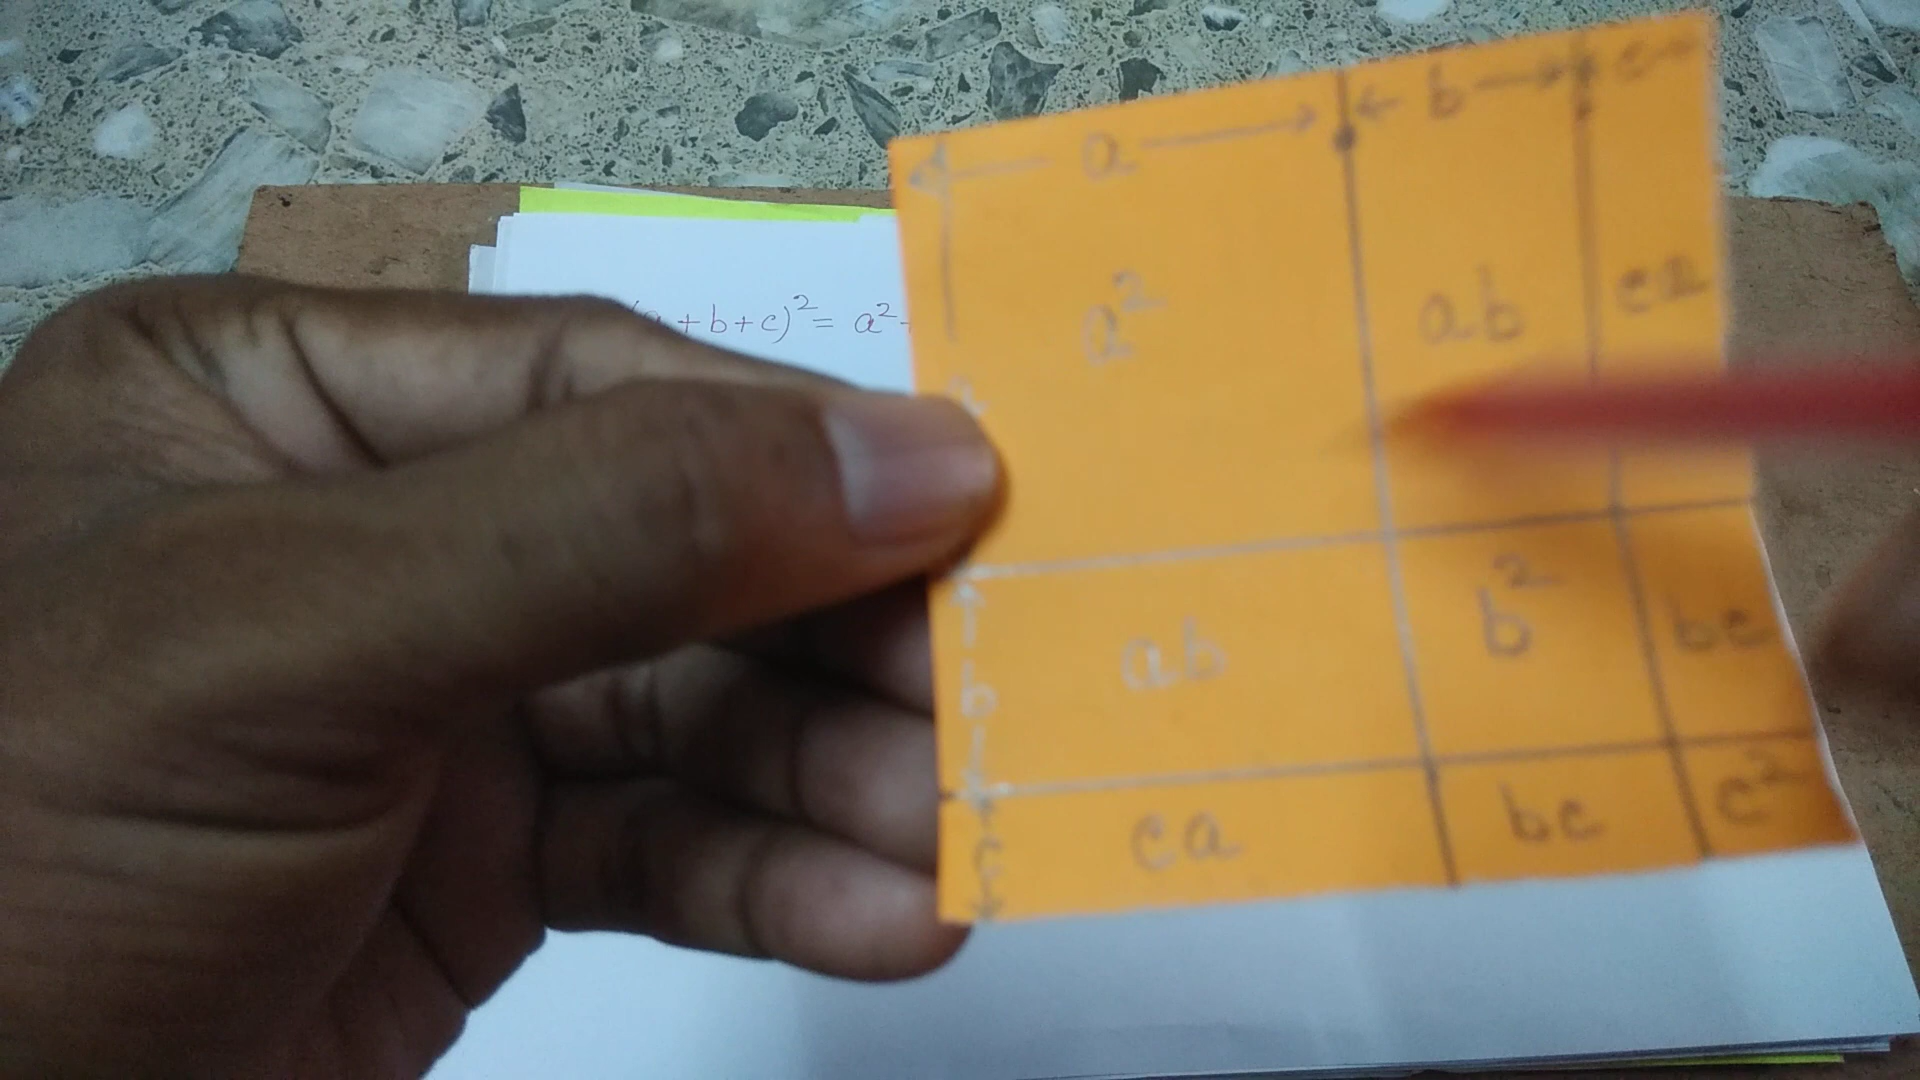 a b c
a² ab ca
b ab b² bc
c ca bc c²
+b+c)² = a²